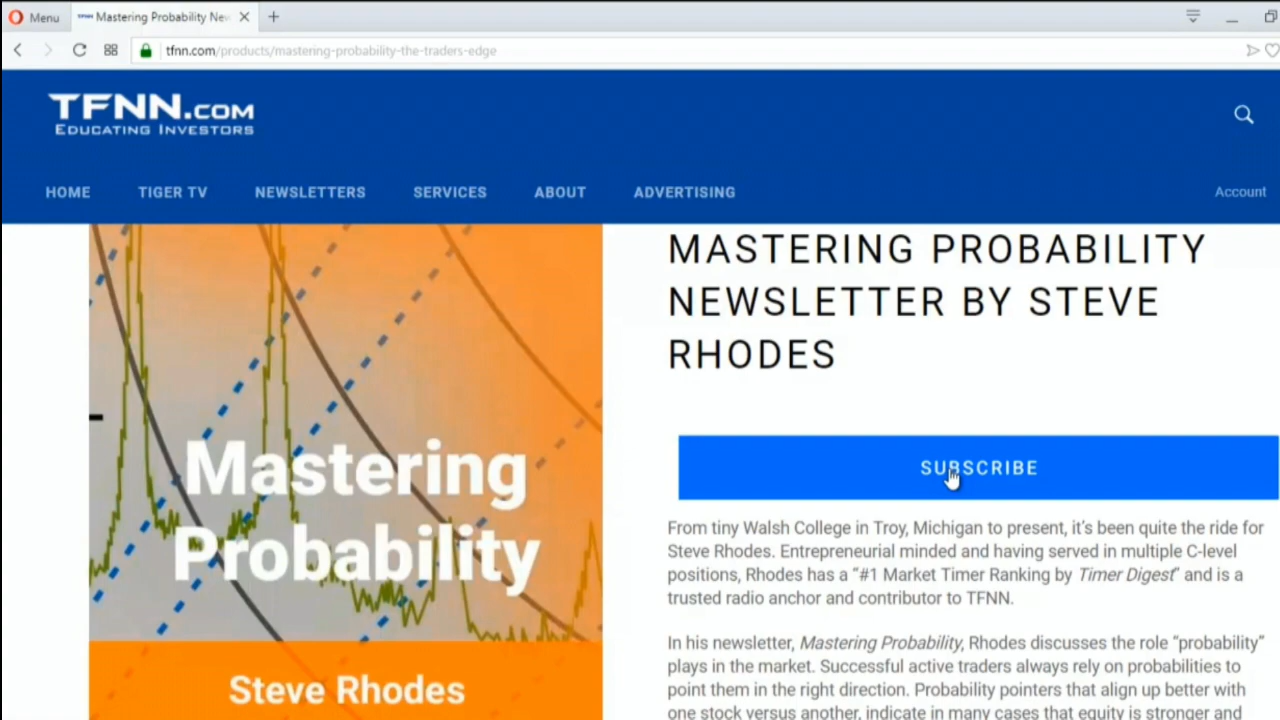 Menu
TFNN Mastering Probability New
tfnn.com/products/mastering-probability-the-traders-edge
TFNN.COM
EDUCATING INVESTORS
HOME TIGER TV NEWSLETTERS SERVICES ABOUT ADVERTISING Account
MASTERING PROBABILITY
NEWSLETTER BY STEVE
RHODES
Mastering
Probability
Steve Rhodes
SUBSCRIBE
From tiny Walsh College in Troy, Michigan to present, it's been quite the ride for
Steve Rhodes. Entrepreneurial minded and having served in multiple C-level
positions, Rhodes has a “#1 Market Timer Ranking by Timer Digest” and is a
trusted radio anchor and contributor to TFNN.
In his newsletter, Mastering Probability, Rhodes discusses the role “probability”
plays in the market. Successful active traders always rely on probabilities to
point them in the right direction. Probability pointers that align up better with
one stock versus another, indicate in many cases that equity is stronger and